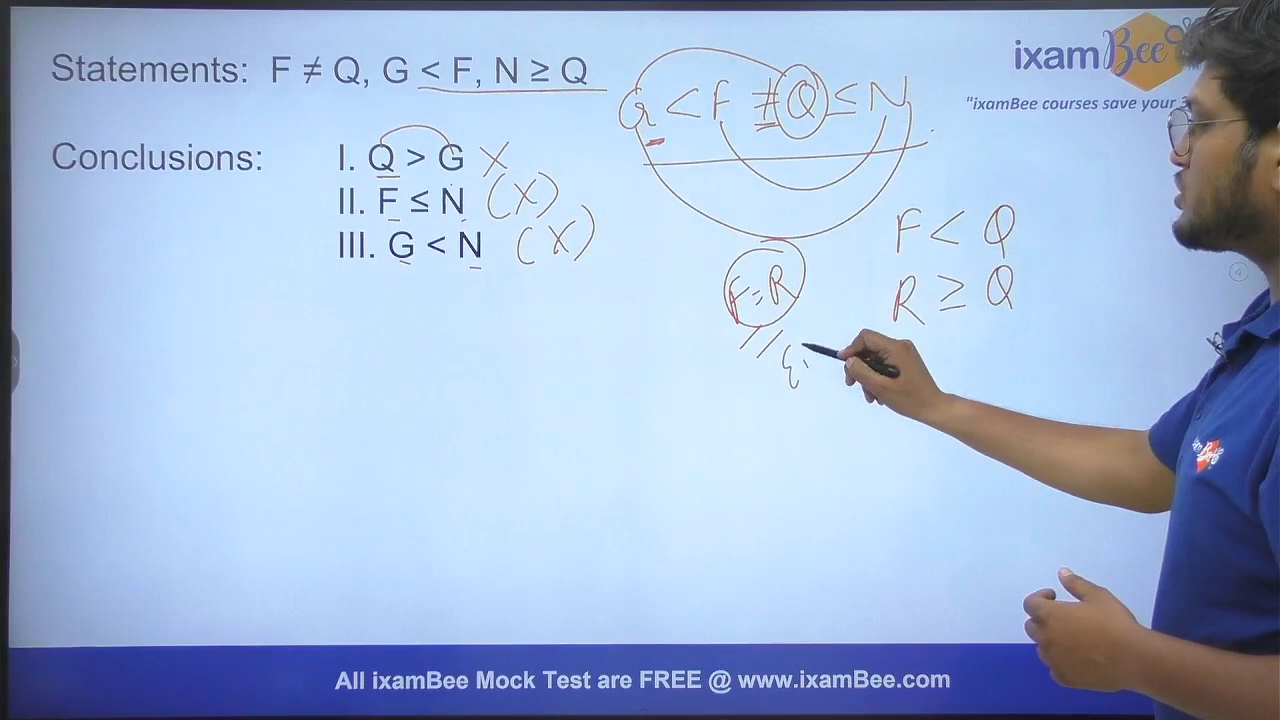 ixamBee
"ixamBee courses save your
Statements: F ≠ Q, G < F, N ≥ Q
G < F ≠ Q ≤ N
Conclusions: I. Q > G X
II. F ≤ N (X)
III. G < N (X)
F < Q
R ≥ Q
F = R
All ixamBee Mock Test are FREE @ www.ixamBee.com